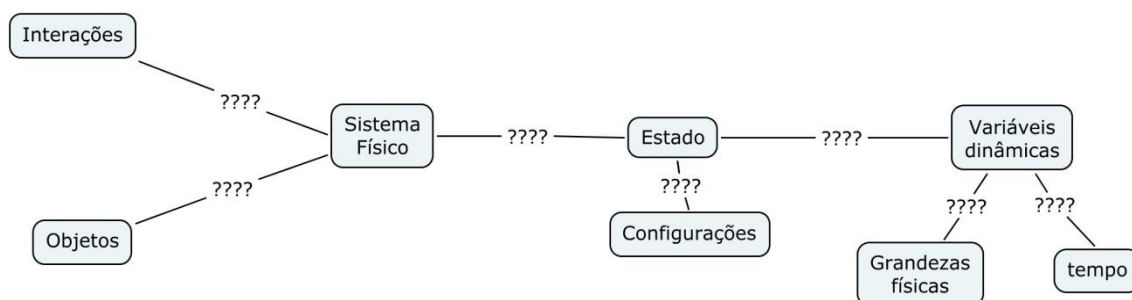 Interações
????
Sistema
Físico
????
Objetos
????
Estado
????
Configurações
????
Variáveis
dinâmicas
????
????
Grandezas
físicas
tempo